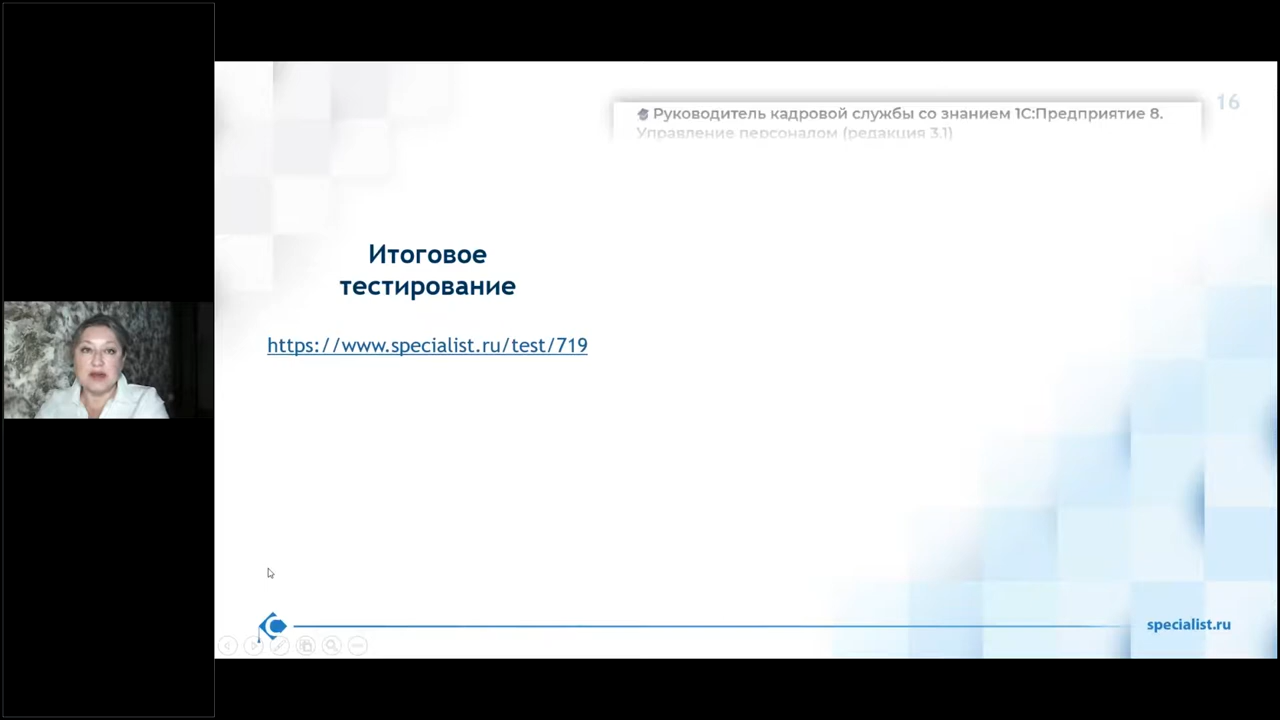 16
Руководитель кадровой службы со знанием 1С:Предприятие 8.
Управление персоналом (редакция 3.1)
Итоговое
тестирование
https://www.specialist.ru/test/719
specialist.ru